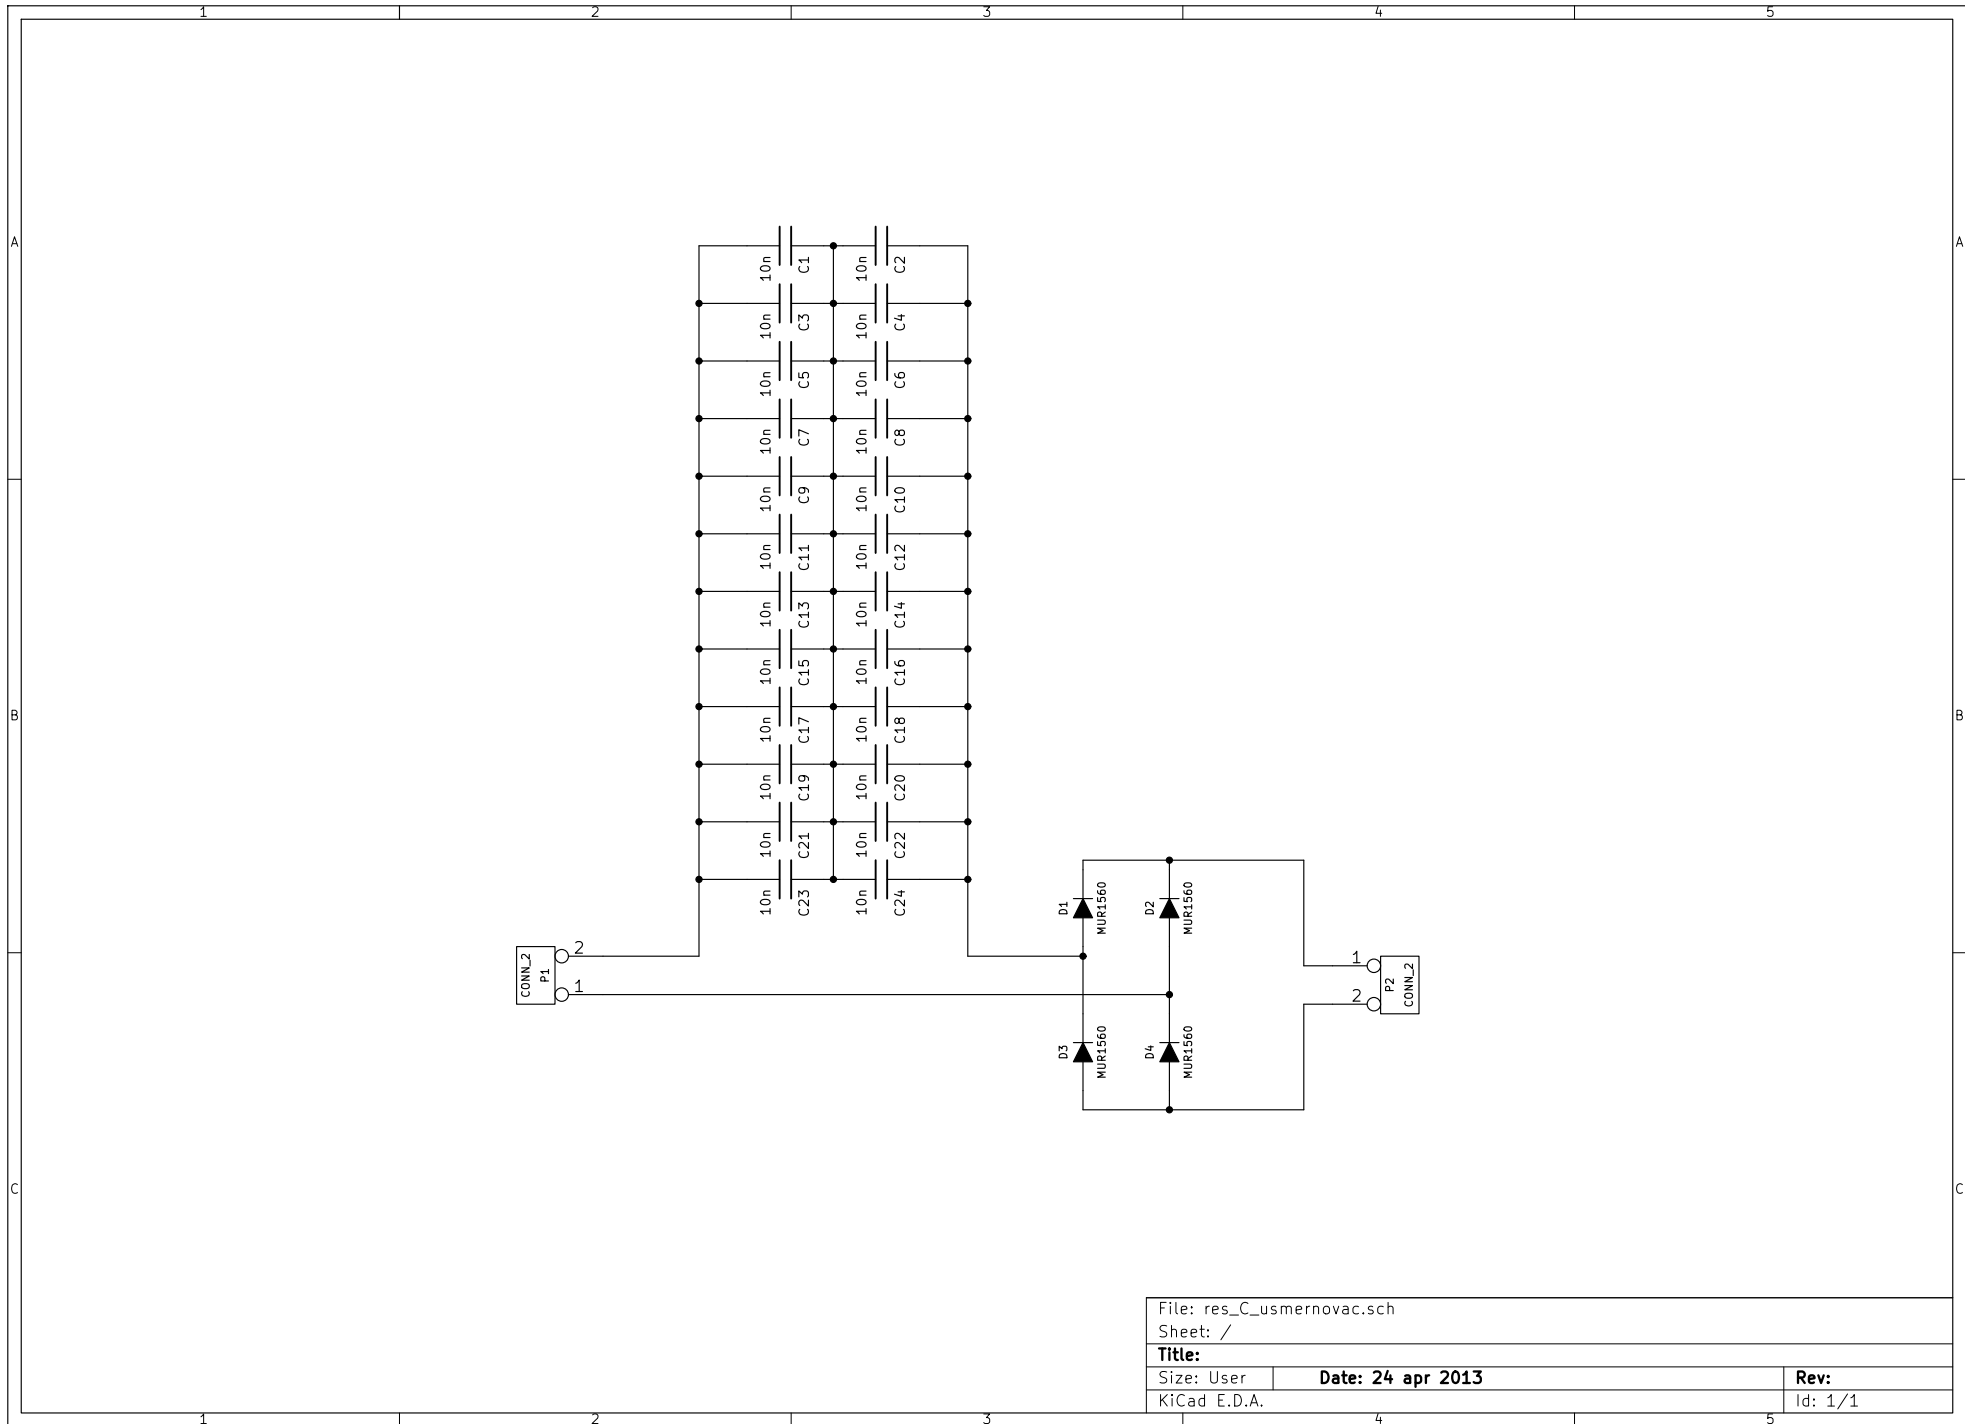 1 2 3 4 5
A A
10n C1 10n C2
10n C3 10n C4
10n C5 10n C6
10n C7 10n C8
B B
10n C9 10n C10
10n C11 10n C12
10n C13 10n C14
10n C15 10n C16
10n C17 10n C18
10n C19 10n C20
10n C21 10n C22
10n C23 10n C24
D1 MUR1560 D2 MUR1560
CONN_2 P1 2
1
1 P2 CONN_2
2
D3 MUR1560 D4 MUR1560
C C
File: res_C_usmernovac.sch
Sheet: /
Title:
Size: User Date: 24 apr 2013 Rev:
KiCad E.D.A. Id: 1/1
1 2 3 4 5